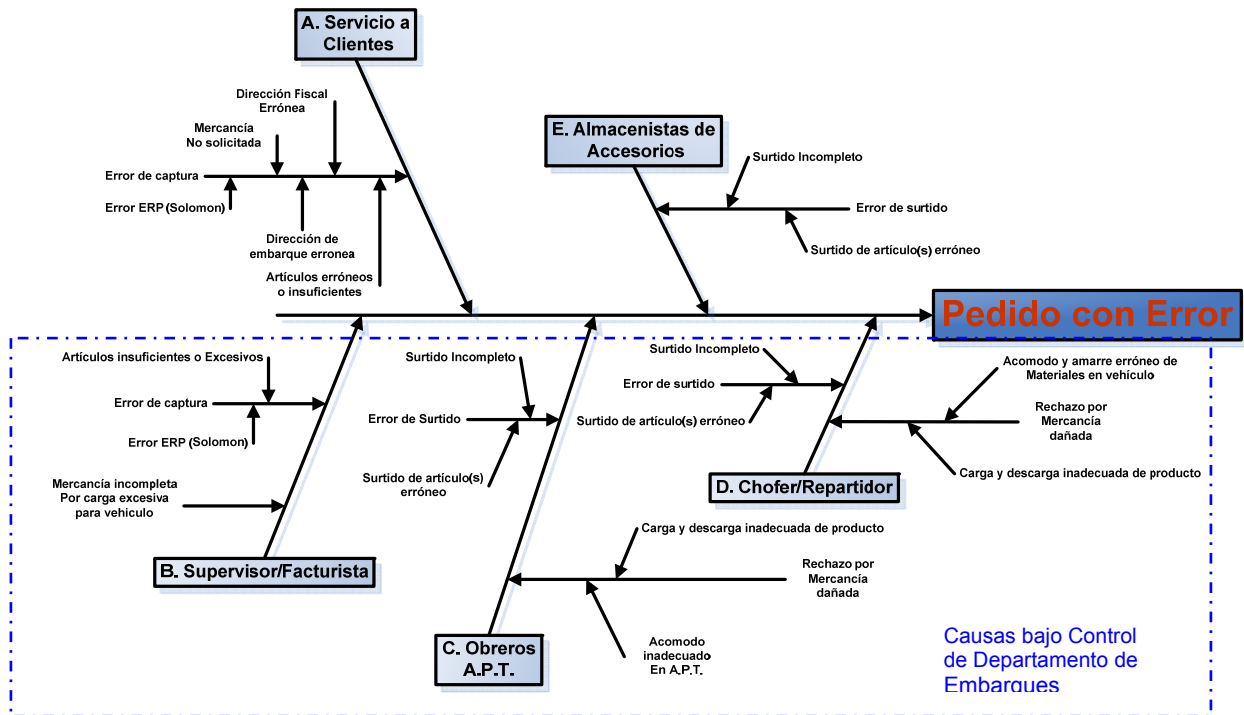 A. Servicio a
Clientes
Dirección Fiscal
Errónea
Mercancía
No solicitada
Error de captura
Error ERP (Solomon)
Dirección de
embarque erronea
Artículos erróneos
o insuficientes
E. Almacenistas de
Accesorios
Surtido Incompleto
Error de surtido
Surtido de artículo(s) erróneo
Pedido con Error
Artículos insuficientes o Excesivos
Error de captura
Error ERP (Solomon)
Mercancía incompleta
Por carga excesiva
para vehiculo
B. Supervisor/Facturista
Surtido Incompleto
Error de Surtido
Surtido de artículo(s)
erróneo
Carga y descarga inadecuada de producto
Rechazo por
Mercancía
dañada
Acomodo
inadecuado
En A.P.T.
C. Obreros
A.P.T.
Surtido Incompleto
Error de surtido
Surtido de artículo(s) erróneo
Acomodo y amarre erróneo de
Materiales en vehículo
Rechazo por
Mercancía
dañada
Carga y descarga inadecuada de producto
D. Chofer/Repartidor
Causas bajo Control
de Departamento de
Embarques